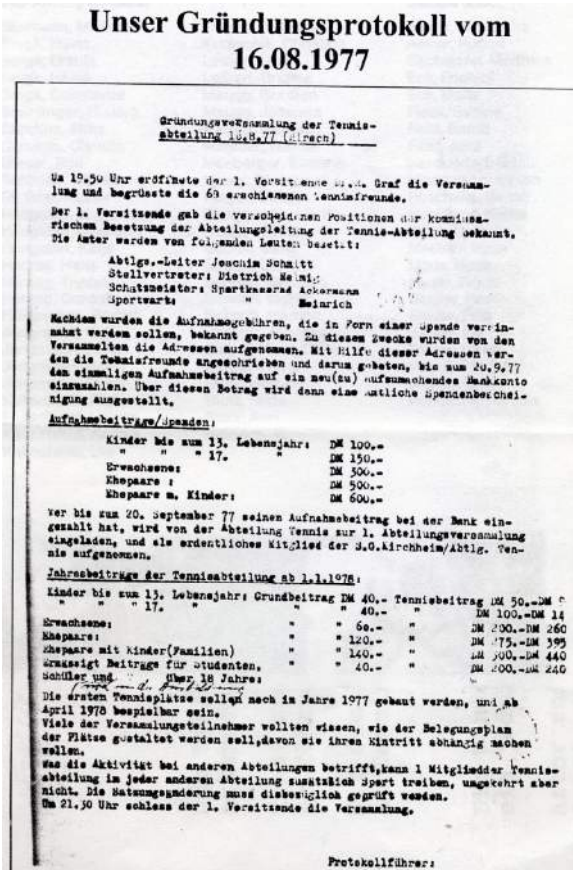 Unser Gründungsprotokoll vom
16.08.1977
Gründungsversammlung der Tennis-
abteilung 16.8.77 (Hirsch)
Um 19.50 Uhr eröffnete der 1. Vorsitzende Graf die Versamm-
lung und begrüsste die erschienenen Tennisfreunde.
Der 1. Vorsitzende gab die verschiedenen Positionen der kommissa-
rischen Besetzung der Abteilungsleitung der Tennis-Abteilung bekannt.
Die Ämter werden von folgenden Leuten besetzt:
Abtlgs.-Leiter Joachim Schmitt
Stellvertreter: Dietrich
Schatzmeister: Sportkamerad Ackermann
Sportwart: " Heinrich
Nachdem wurden die Aufnahmegebühren, die in Form einer Spende verein-
nahmt werden sollen, bekannt gegeben. Zu diesem Zwecke wurden von den
Versammelten die Adressen aufgenommen. Mit Hilfe dieser Adressen wer-
den die Tennisfreunde angeschrieben und darum gebeten, bis zum 20.9.77
den einmaligen Aufnahmebeitrag auf ein neu(zu) aufzumachendes Bankkonto
einzuzahlen. Über diesen Betrag wird dann eine amtliche Spendenbeschei-
nigung ausgestellt.
Aufnahmebeiträge/Spenden:
Kinder bis zum 13. Lebensjahr: DM 100.-
" " " 17. " DM 150.-
Erwachsene: DM 300.-
Ehepaare : DM 500.-
Ehepaare m. Kinder: DM 600.-
Wer bis zum 20. September 77 seinen Aufnahmebeitrag bei der Bank ein-
gezahlt hat, wird von der Abteilung Tennis zur 1. Abteilungsversammlung
eingeladen, und als ordentliches Mitglied der S.G.Kirchheim/Abtlg. Ten-
nis aufgenommen.
Jahresbeiträge der Tennisabteilung ab 1.1.1978:
Kinder bis zum 13. Lebensjahr: Grundbeitrag DM 40.- Tennisbeitrag DM 50.-DM
" " " 17. " " " 40.- " DM 100.-DM 14
Erwachsene: " " 60.- " DM 200.-DM 260
Ehepaare: " " 120.- " DM 275.-DM 395
Ehepaare mit Kinder(Familien) " " 140.- " DM 300.-DM 440
Ermässigt Beiträge für Studenten, " " 40.- " DM 200.-DM 240
Schüler und über 18 Jahre:
Die ersten Tennisplätze sollen noch im Jahre 1977 gebaut werden, und ab
April 1978 bespielbar sein.
Viele der Versammlungsteilnehmer wollten wissen, wie der Belegungsplan
der Plätze gestaltet werden soll,davon sie ihren Eintritt abhängig machen
wollen.
Was die Aktivität bei anderen Abteilungen betrifft,kann 1 Mitgliedder Tennis-
abteilung in jeder anderen Abteilung zusätzlich Sport treiben, umgekehrt aber
nicht. Die Satzungsänderung muss diesbezüglich geprüft werden.
Um 21.30 Uhr schloss der 1. Vorsitzende die Versammlung.
Protokollführer: